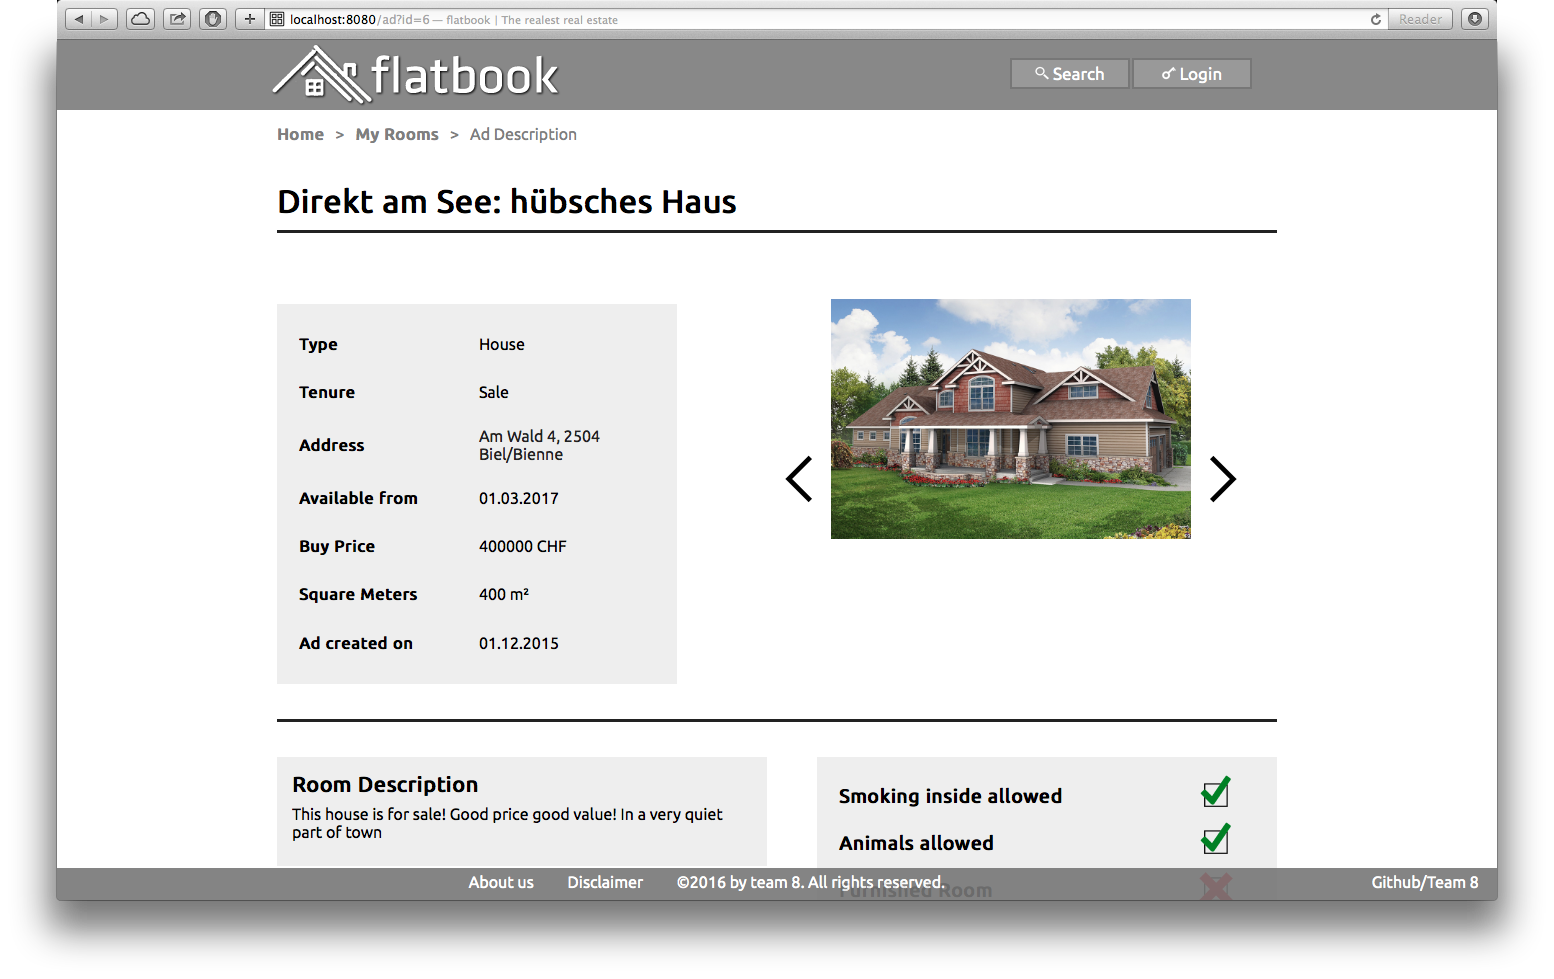 localhost:8080/ad?id=6 — flatbook | The realest real estate
Reader
flatbook
Search
Login
Home > My Rooms > Ad Description
Direkt am See: hübsches Haus
Type House
Tenure Sale
Address Am Wald 4, 2504
Biel/Bienne
Available from 01.03.2017
Buy Price 400000 CHF
Square Meters 400 m²
Ad created on 01.12.2015
Room Description
This house is for sale! Good price good value! In a very quiet
part of town
Smoking inside allowed
Animals allowed
Furnished Room
About us Disclaimer ©2016 by team 8. All rights reserved. Github/Team 8